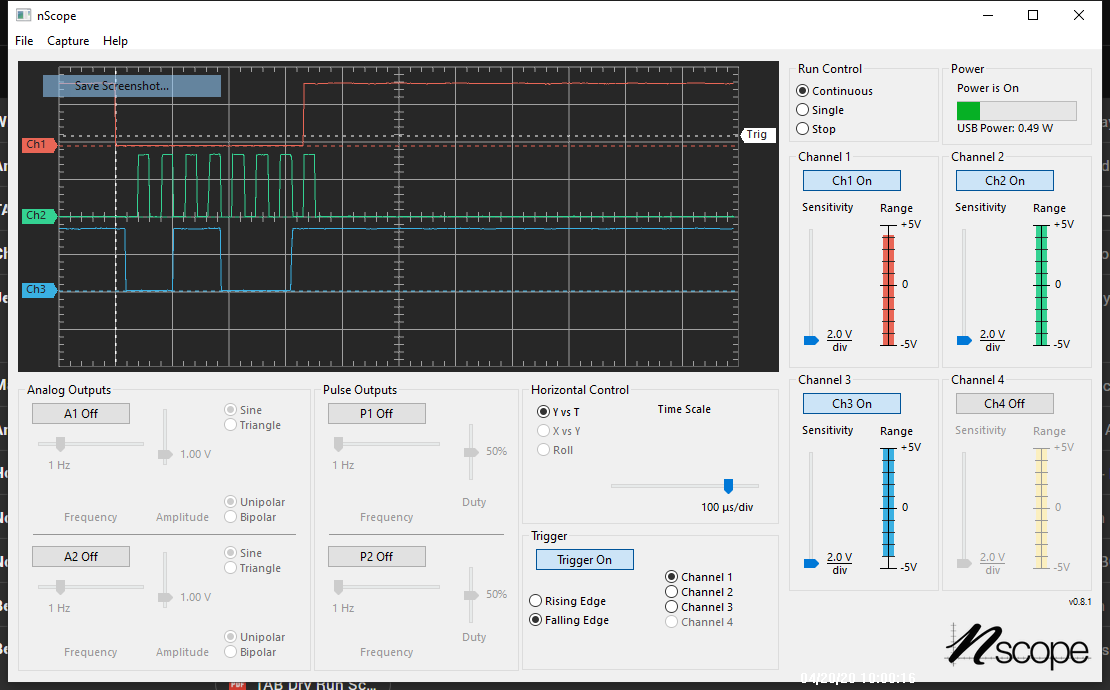 nScope
File Capture Help
Save Screenshot...
Trig
Ch1
Ch2
Ch3
Run Control
Continuous
Single
Stop
Power
Power is On
USB Power: 0.49 W
Channel 1
Ch1 On
Sensitivity Range
+5V
0
2.0 V
div
-5V
Channel 2
Ch2 On
Sensitivity Range
+5V
0
2.0 V
div
-5V
Channel 3
Ch3 On
Sensitivity Range
+5V
0
2.0 V
div
-5V
Channel 4
Ch4 Off
Sensitivity Range
+5V
0
2.0 V
div
-5V
Analog Outputs
A1 Off
Sine
Triangle
1.00 V
1 Hz
Unipolar
Bipolar
Frequency Amplitude
A2 Off
Sine
Triangle
1.00 V
1 Hz
Unipolar
Bipolar
Frequency Amplitude
Pulse Outputs
P1 Off
50%
1 Hz
Duty
Frequency
P2 Off
50%
1 Hz
Duty
Frequency
Horizontal Control
Y vs T
X vs Y
Roll
Time Scale
100 µs/div
Trigger
Trigger On
Rising Edge
Falling Edge
Channel 1
Channel 2
Channel 3
Channel 4
v0.8.1
nscope